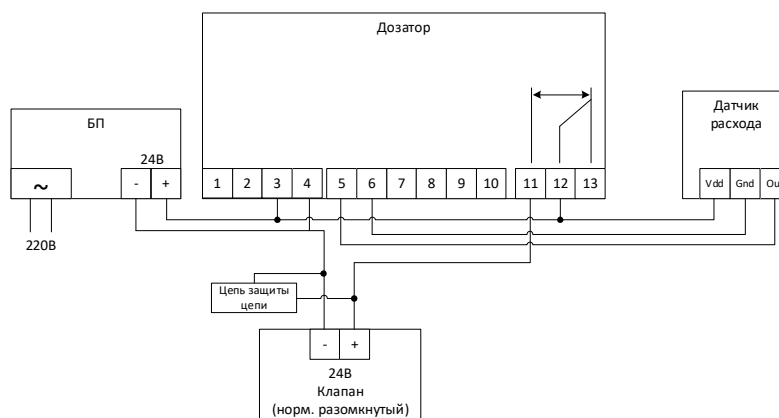 Дозатор
БП
Датчик
расхода
24В
~
- +
1 2 3 4 5 6 7 8 9 10 11 12 13
Vdd Gnd Ou
220В
Цепь защиты
цепи
- +
24В
Клапан
(норм. разомкнутый)